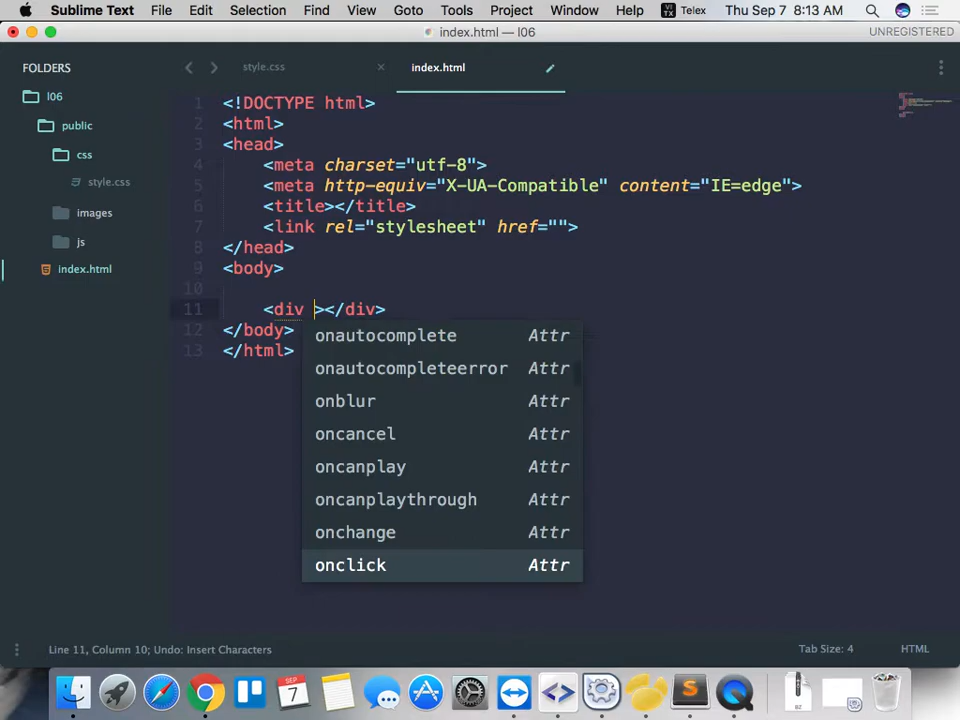 Sublime Text File Edit Selection Find View Goto Tools Project Window Help VI TX Telex Thu Sep 7 8:13 AM
index.html — l06 UNREGISTERED
FOLDERS
l06
public
css
style.css
images
js
index.html
style.css ×
index.html
1 <!DOCTYPE html>
2 <html>
3 <head>
4 <meta charset="utf-8">
5 <meta http-equiv="X-UA-Compatible" content="IE=edge">
6 <title></title>
7 <link rel="stylesheet" href="">
8 </head>
9 <body>
10
11 <div ></div>
12 </body>
13 </html>
onautocomplete Attr
onautocompleteerror Attr
onblur Attr
oncancel Attr
oncanplay Attr
oncanplaythrough Attr
onchange Attr
onclick Attr
Line 11, Column 10; Undo: Insert Characters Tab Size: 4 HTML
SEP
7